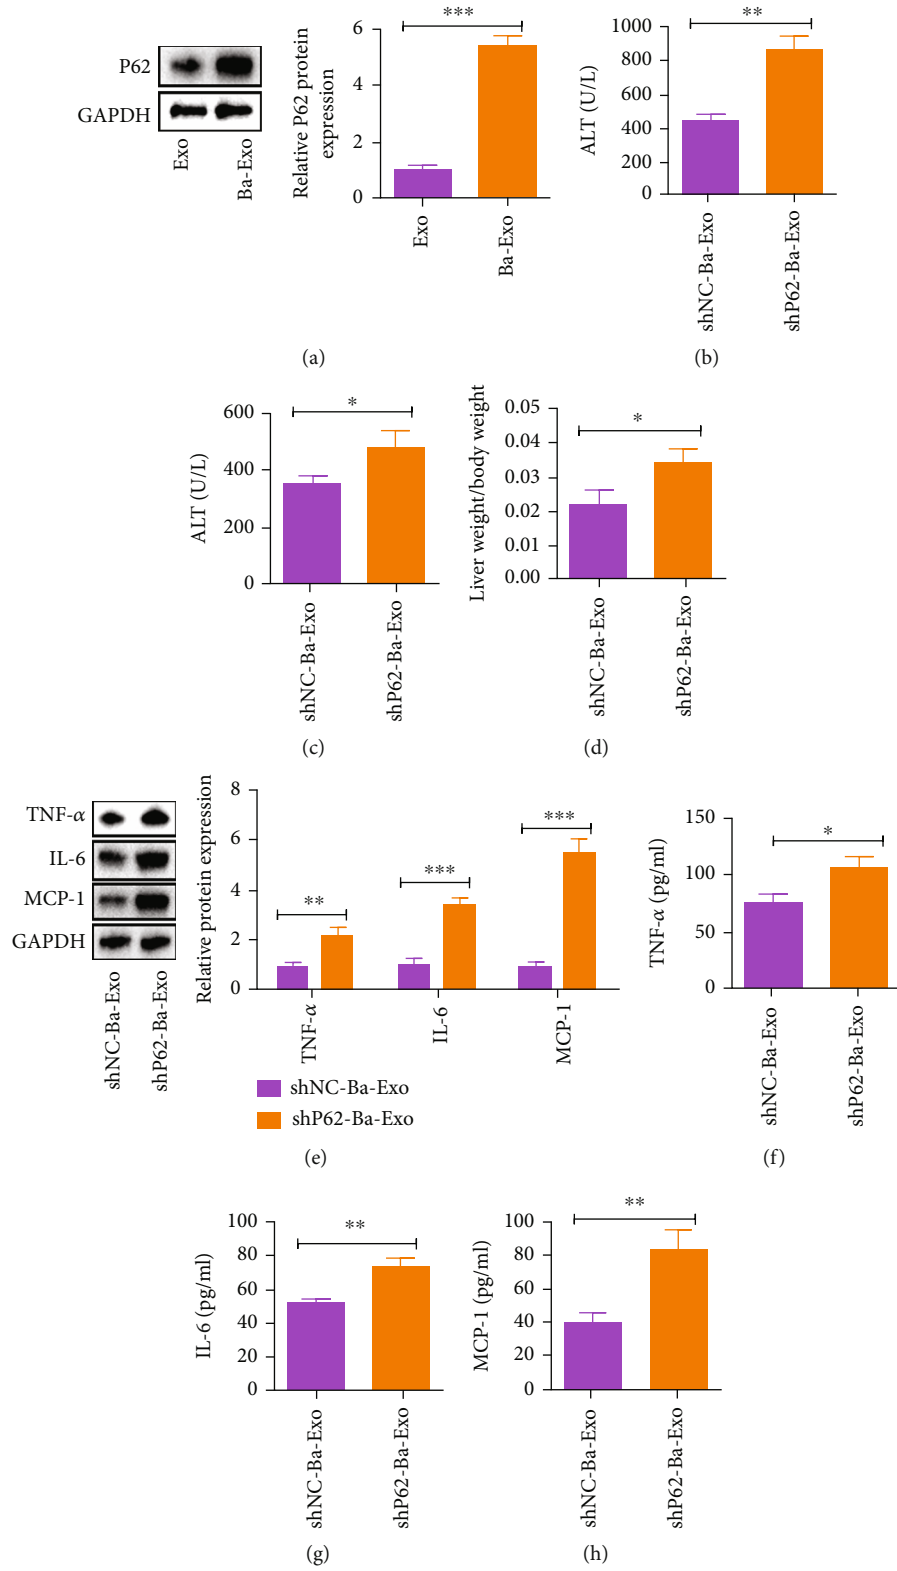 P62
GAPDH
Exo
Ba-Exo
Relative P62 protein
expression
6
4
2
0
***
Exo
Ba-Exo
(a)
ALT (U/L)
1000
800
600
400
200
0
**
shNC-Ba-Exo
shP62-Ba-Exo
(b)
ALT (U/L)
600
400
200
0
*
shNC-Ba-Exo
shP62-Ba-Exo
(c)
Liver weight/body weight
0.05
0.04
0.03
0.02
0.01
0.00
*
shNC-Ba-Exo
shP62-Ba-Exo
(d)
TNF-α
IL-6
MCP-1
GAPDH
shNC-Ba-Exo
shP62-Ba-Exo
Relative protein expression
8
6
4
2
0
**
***
***
TNF-α
IL-6
MCP-1
shNC-Ba-Exo
shP62-Ba-Exo
(e)
TNF-α (pg/ml)
150
100
50
0
*
shNC-Ba-Exo
shP62-Ba-Exo
(f)
IL-6 (pg/ml)
100
80
60
40
20
0
**
shNC-Ba-Exo
shP62-Ba-Exo
(g)
MCP-1 (pg/ml)
100
80
60
40
20
0
**
shNC-Ba-Exo
shP62-Ba-Exo
(h)